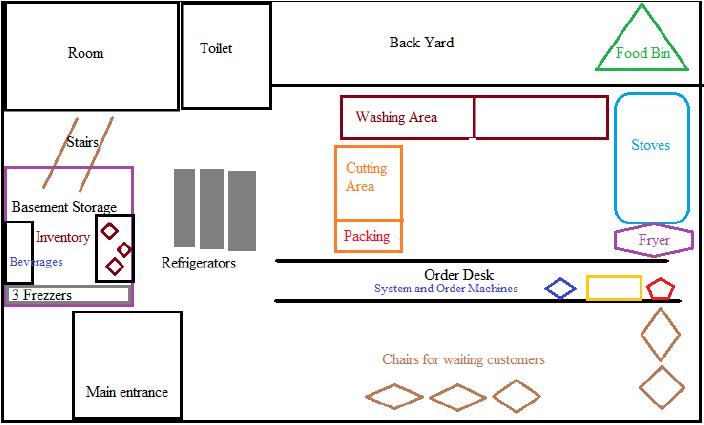 Room
Toilet
Back Yard
Food Bin
Washing Area
Stairs
Stoves
Cutting
Area
Basement Storage
Inventory
Packing
Fryer
Beverages
Refrigerators
Order Desk
System and Order Machines
3 Frezzers
Chairs for waiting customers
Main entrance